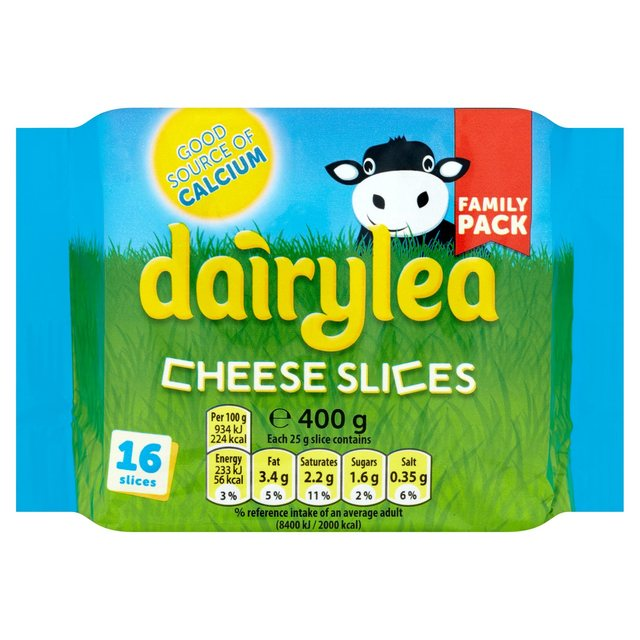 GOOD
SOURCE OF
CALCIUM
FAMILY
PACK
dairylea
CHEESE SLICES
16
slices
Per 100 g
934 kJ
224 kcal
℮ 400 g
Each 25 g slice contains
Energy
233 kJ
56 kcal
3 %
Fat
3.4 g
5 %
Saturates
2.2 g
11 %
Sugars
1.6 g
2 %
Salt
0.35 g
6 %
% reference intake of an average adult
(8400 kJ / 2000 kcal)